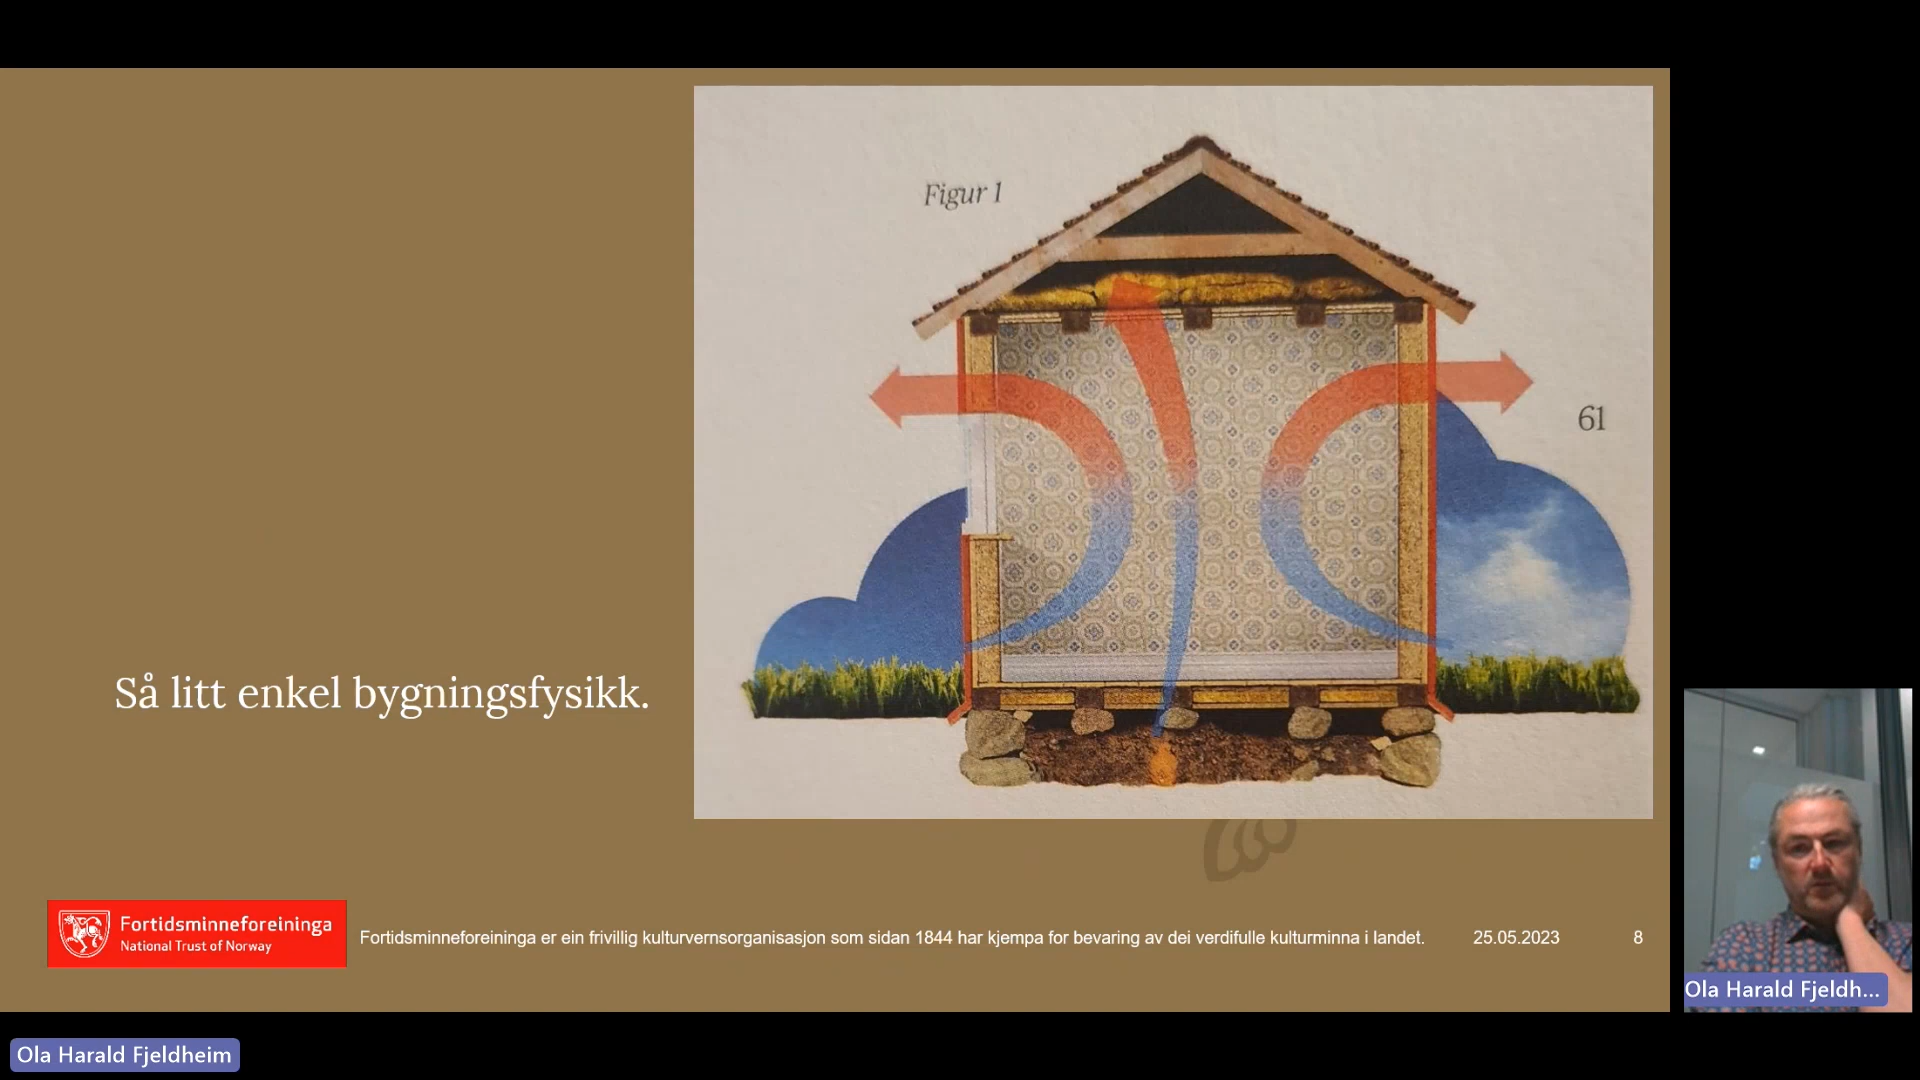 Figur 1
61
Så litt enkel bygningsfysikk.
Fortidsminneforeininga
National Trust of Norway
Fortidsminneforeininga er ein frivillig kulturvernsorganisasjon som sidan 1844 har kjempa for bevaring av dei verdifulle kulturminna i landet.
25.05.2023
8
Ola Harald Fjeldh...
Ola Harald Fjeldheim